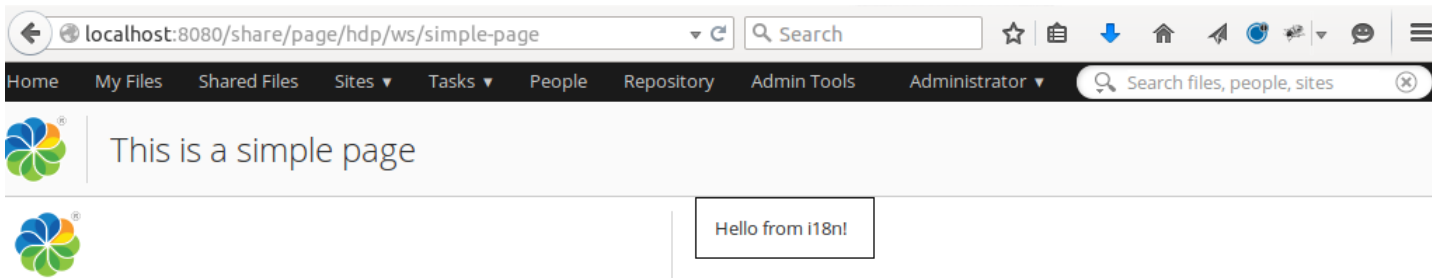 localhost:8080/share/page/hdp/ws/simple-page Search
Home My Files Shared Files Sites ▾ Tasks ▾ People Repository Admin Tools Administrator ▾ Search files, people, sites
®
This is a simple page
®
Hello from i18n!